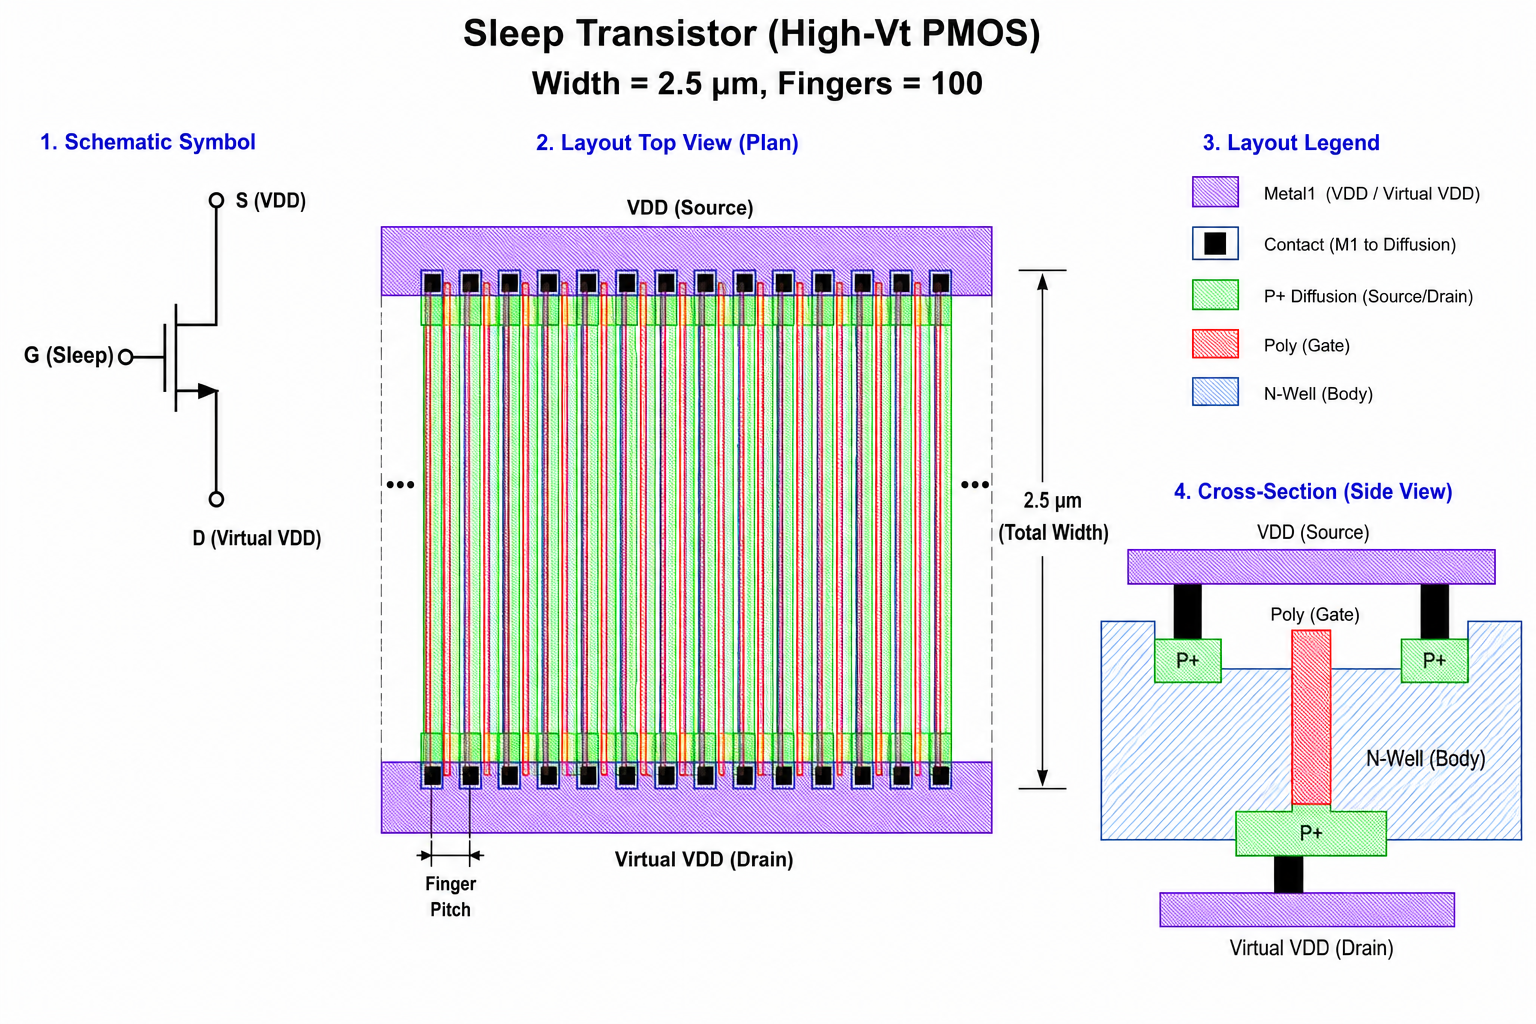 Sleep Transistor (High-Vt PMOS)
Width = 2.5 µm, Fingers = 100
1. Schematic Symbol
S (VDD)
G (Sleep)
D (Virtual VDD)
2. Layout Top View (Plan)
VDD (Source)
•••
•••
2.5 µm
(Total Width)
Virtual VDD (Drain)
Finger
Pitch
3. Layout Legend
Metal1 (VDD / Virtual VDD)
Contact (M1 to Diffusion)
P+ Diffusion (Source/Drain)
Poly (Gate)
N-Well (Body)
4. Cross-Section (Side View)
VDD (Source)
Poly (Gate)
P+
P+
N-Well (Body)
P+
Virtual VDD (Drain)